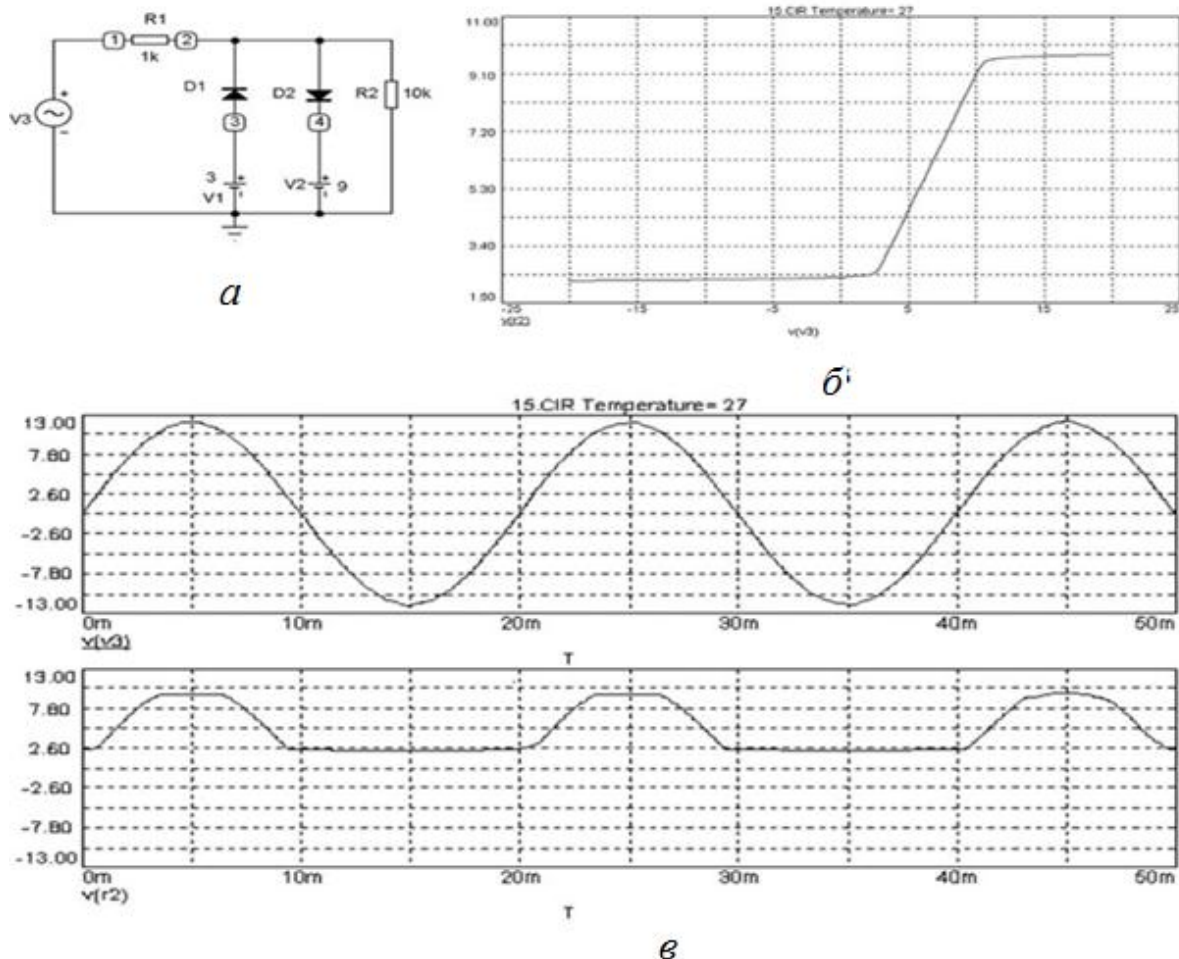 R1
1 2
1k
D1 D2 R2 10k
V3
3 4
3 V2 9
V1
а
15.CIR Temperature= 27
11.00
9.10
7.20
5.30
3.40
1.50
-25 -15 -5 5 15 25
v(r2)
v(v3)
б
15.CIR Temperature= 27
13.00
7.80
2.60
-2.60
-7.80
-13.00
0m 10m 20m 30m 40m 50m
v(v3)
T
13.00
7.80
2.60
-2.60
-7.80
-13.00
0m 10m 20m 30m 40m 50m
v(r2)
T
в